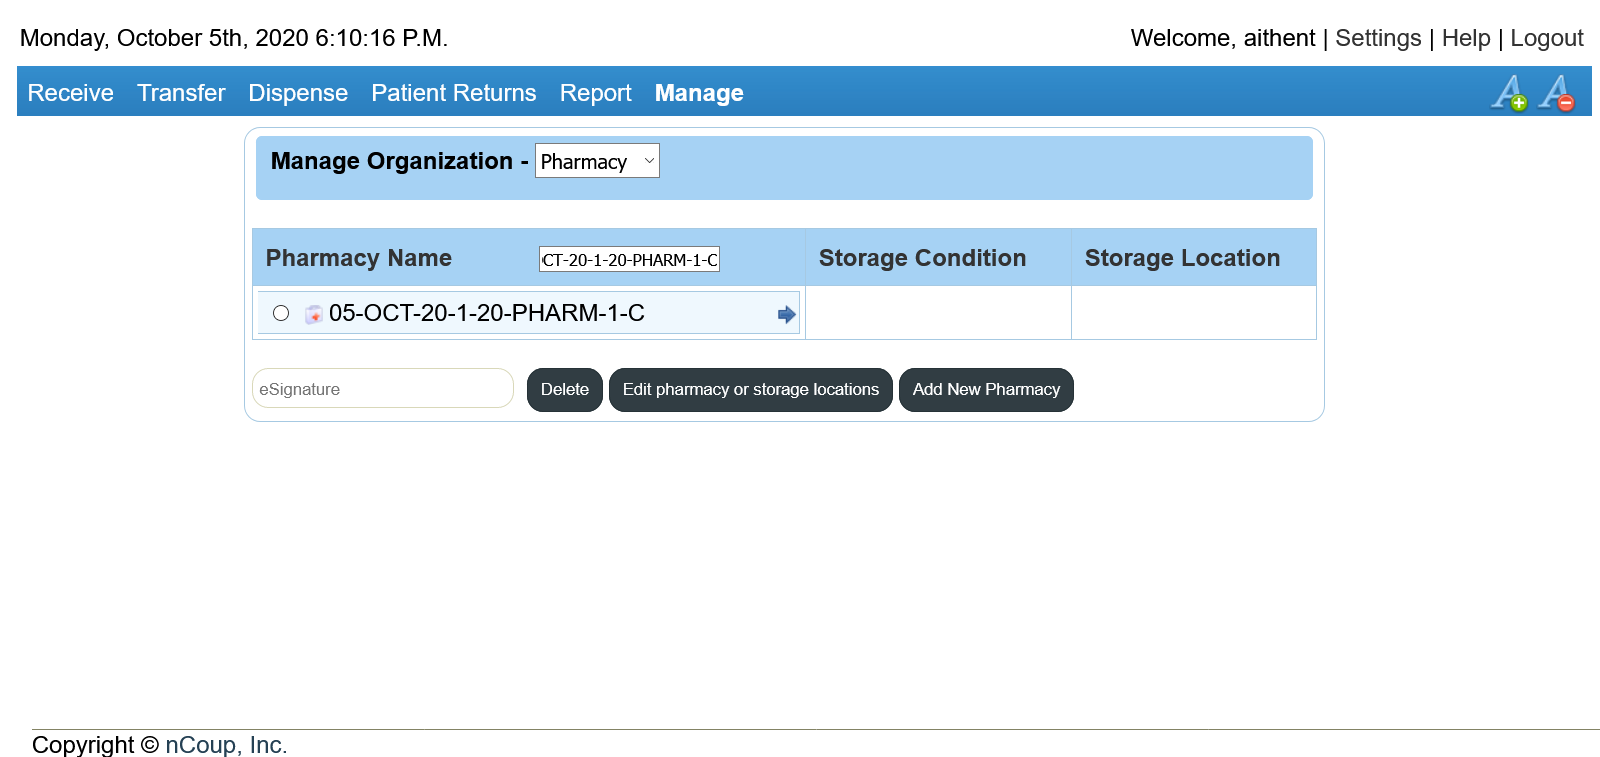 Monday, October 5th, 2020 6:10:16 P.M.
Welcome, aithent | Settings | Help | Logout
Receive Transfer Dispense Patient Returns Report Manage
Manage Organization - Pharmacy
Pharmacy Name CT-20-1-20-PHARM-1-C Storage Condition Storage Location
05-OCT-20-1-20-PHARM-1-C
eSignature Delete Edit pharmacy or storage locations Add New Pharmacy
Copyright © nCoup, Inc.